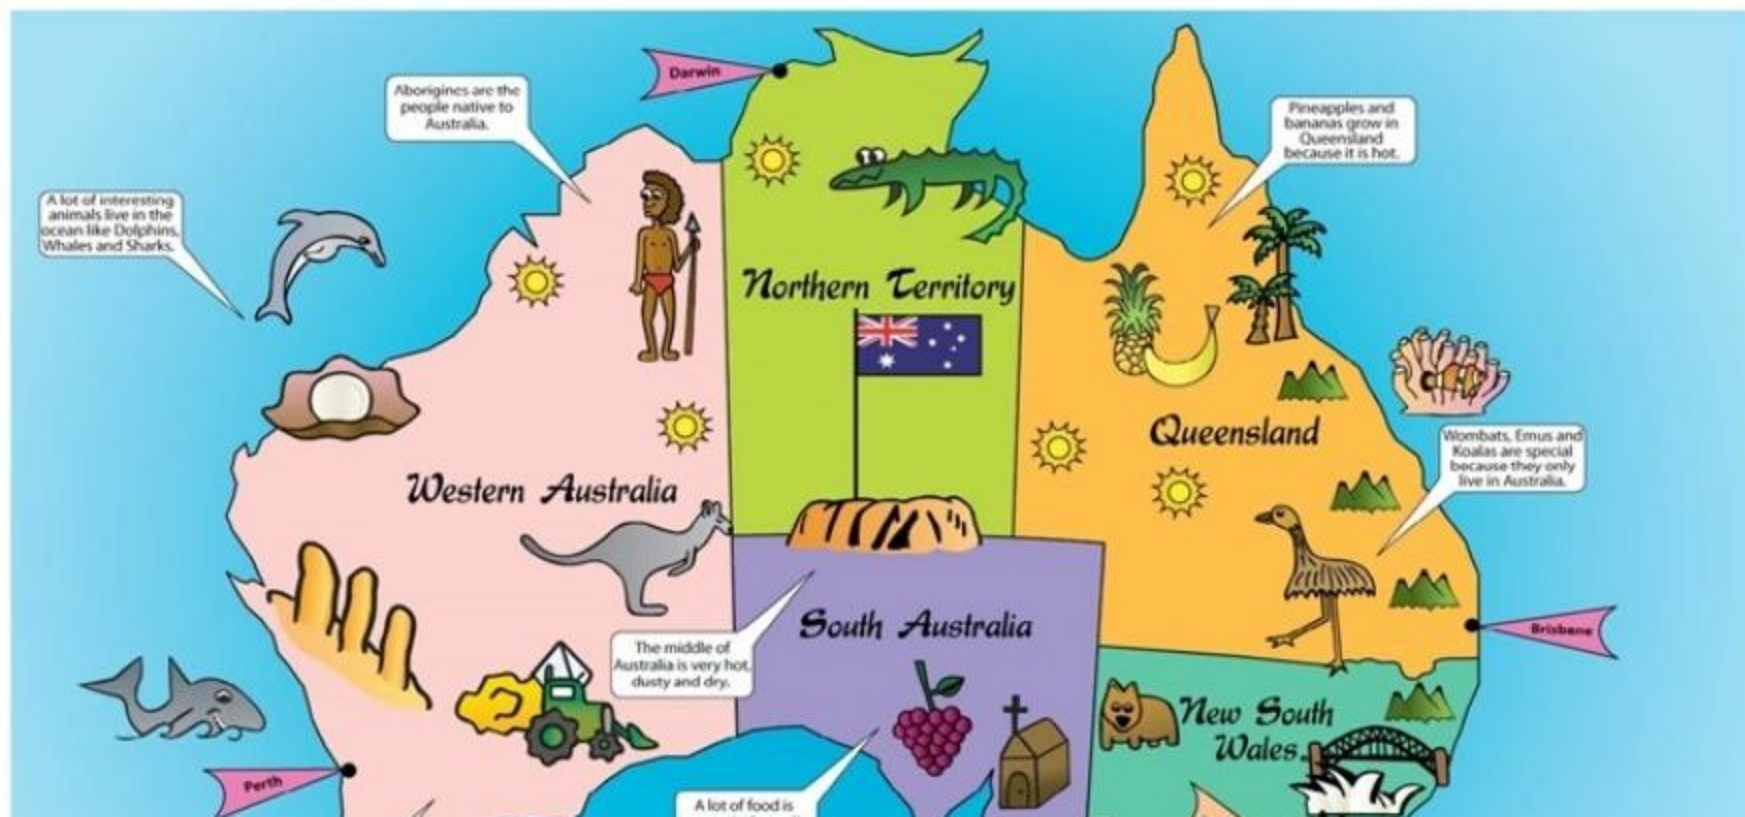 Darwin
Aborigines are the
people native to
Australia.
Pineapples and
bananas grow in
Queensland
because it is hot.
A lot of interesting
animals live in the
ocean like Dolphins,
Whales and Sharks.
Northern Territory
Queensland
Wombats, Emus and
Koalas are special
because they only
live in Australia.
Western Australia
South Australia
Brisbane
The middle of
Australia is very hot,
dusty and dry.
New South
Wales
Perth
A lot of food is